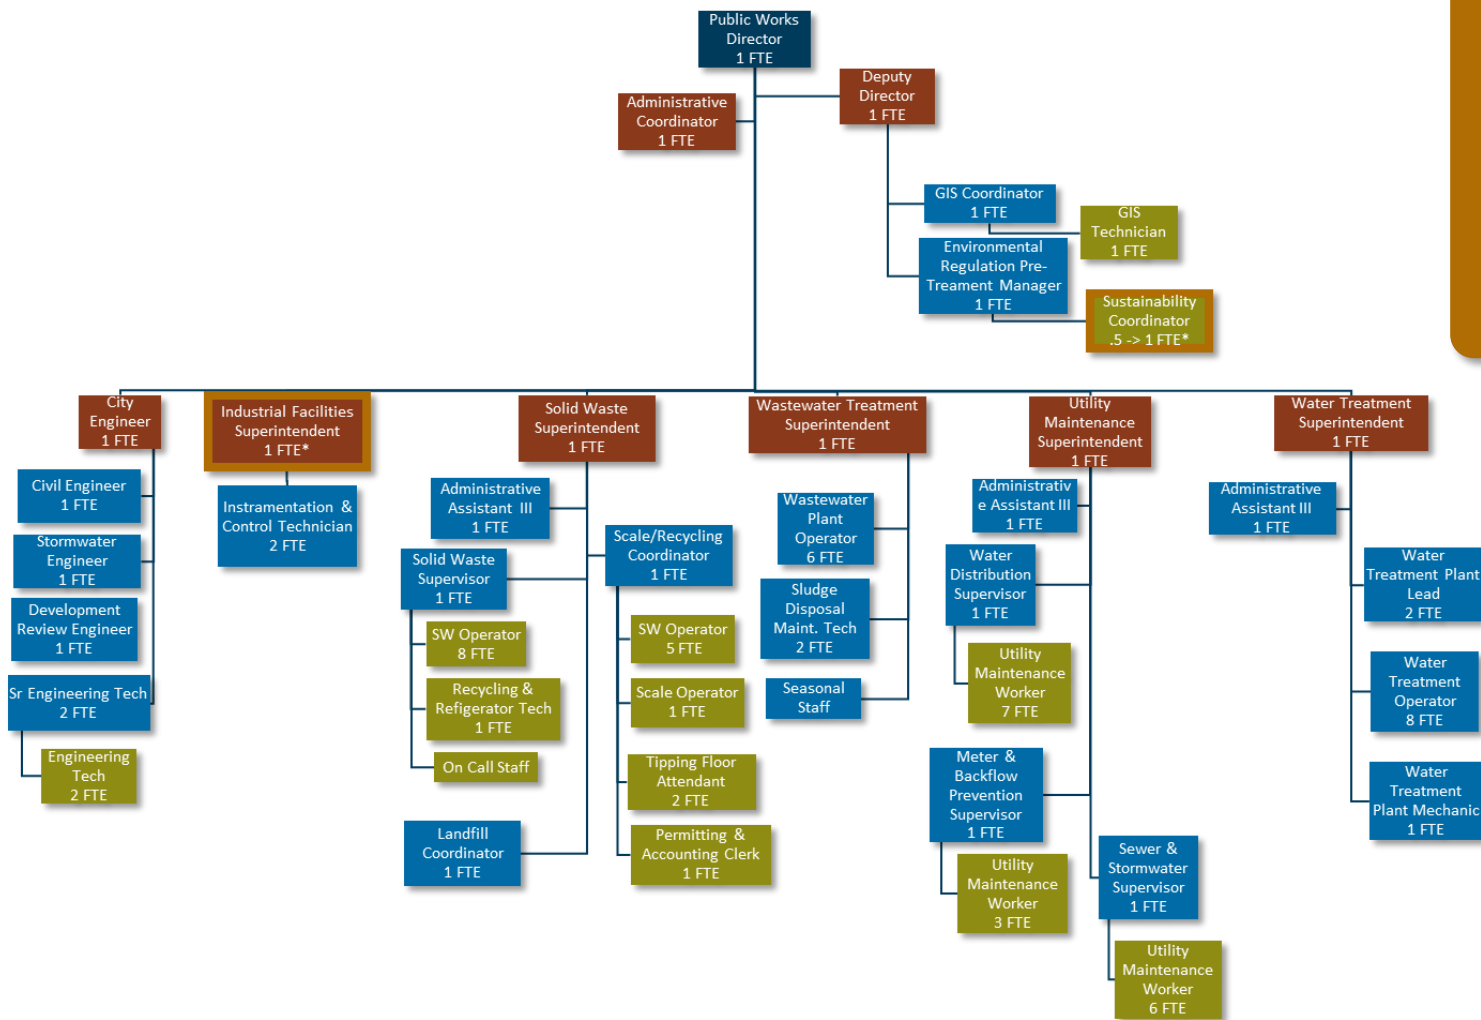 Public Works
Director
1 FTE
Deputy
Director
1 FTE
Administrative
Coordinator
1 FTE
GIS Coordinator
1 FTE
GIS
Technician
1 FTE
Environmental
Regulation Pre-
Treament Manager
1 FTE
Sustainability
Coordinator
.5 -> 1 FTE*
City
Engineer
1 FTE
Civil Engineer
1 FTE
Stormwater
Engineer
1 FTE
Development
Review Engineer
1 FTE
Sr Engineering Tech
2 FTE
Engineering
Tech
2 FTE
Industrial Facilities
Superintendent
1 FTE*
Instramentation &
Control Technician
2 FTE
Solid Waste
Superintendent
1 FTE
Administrative
Assistant III
1 FTE
Solid Waste
Supervisor
1 FTE
SW Operator
8 FTE
Recycling &
Refigerator Tech
1 FTE
On Call Staff
Landfill
Coordinator
1 FTE
Scale/Recycling
Coordinator
1 FTE
SW Operator
5 FTE
Scale Operator
1 FTE
Tipping Floor
Attendant
2 FTE
Permitting &
Accounting Clerk
1 FTE
Wastewater Treatment
Superintendent
1 FTE
Wastewater
Plant
Operator
6 FTE
Sludge
Disposal
Maint. Tech
2 FTE
Seasonal
Staff
Utility
Maintenance
Superintendent
1 FTE
Administrativ
e Assistant III
1 FTE
Water
Distribution
Supervisor
1 FTE
Utility
Maintenance
Worker
7 FTE
Meter &
Backflow
Prevention
Supervisor
1 FTE
Utility
Maintenance
Worker
3 FTE
Sewer &
Stormwater
Supervisor
1 FTE
Utility
Maintenance
Worker
6 FTE
Water Treatment
Superintendent
1 FTE
Administrative
Assistant III
1 FTE
Water
Treatment Plant
Lead
2 FTE
Water
Treatment
Operator
8 FTE
Water
Treatment
Plant Mechanic
1 FTE